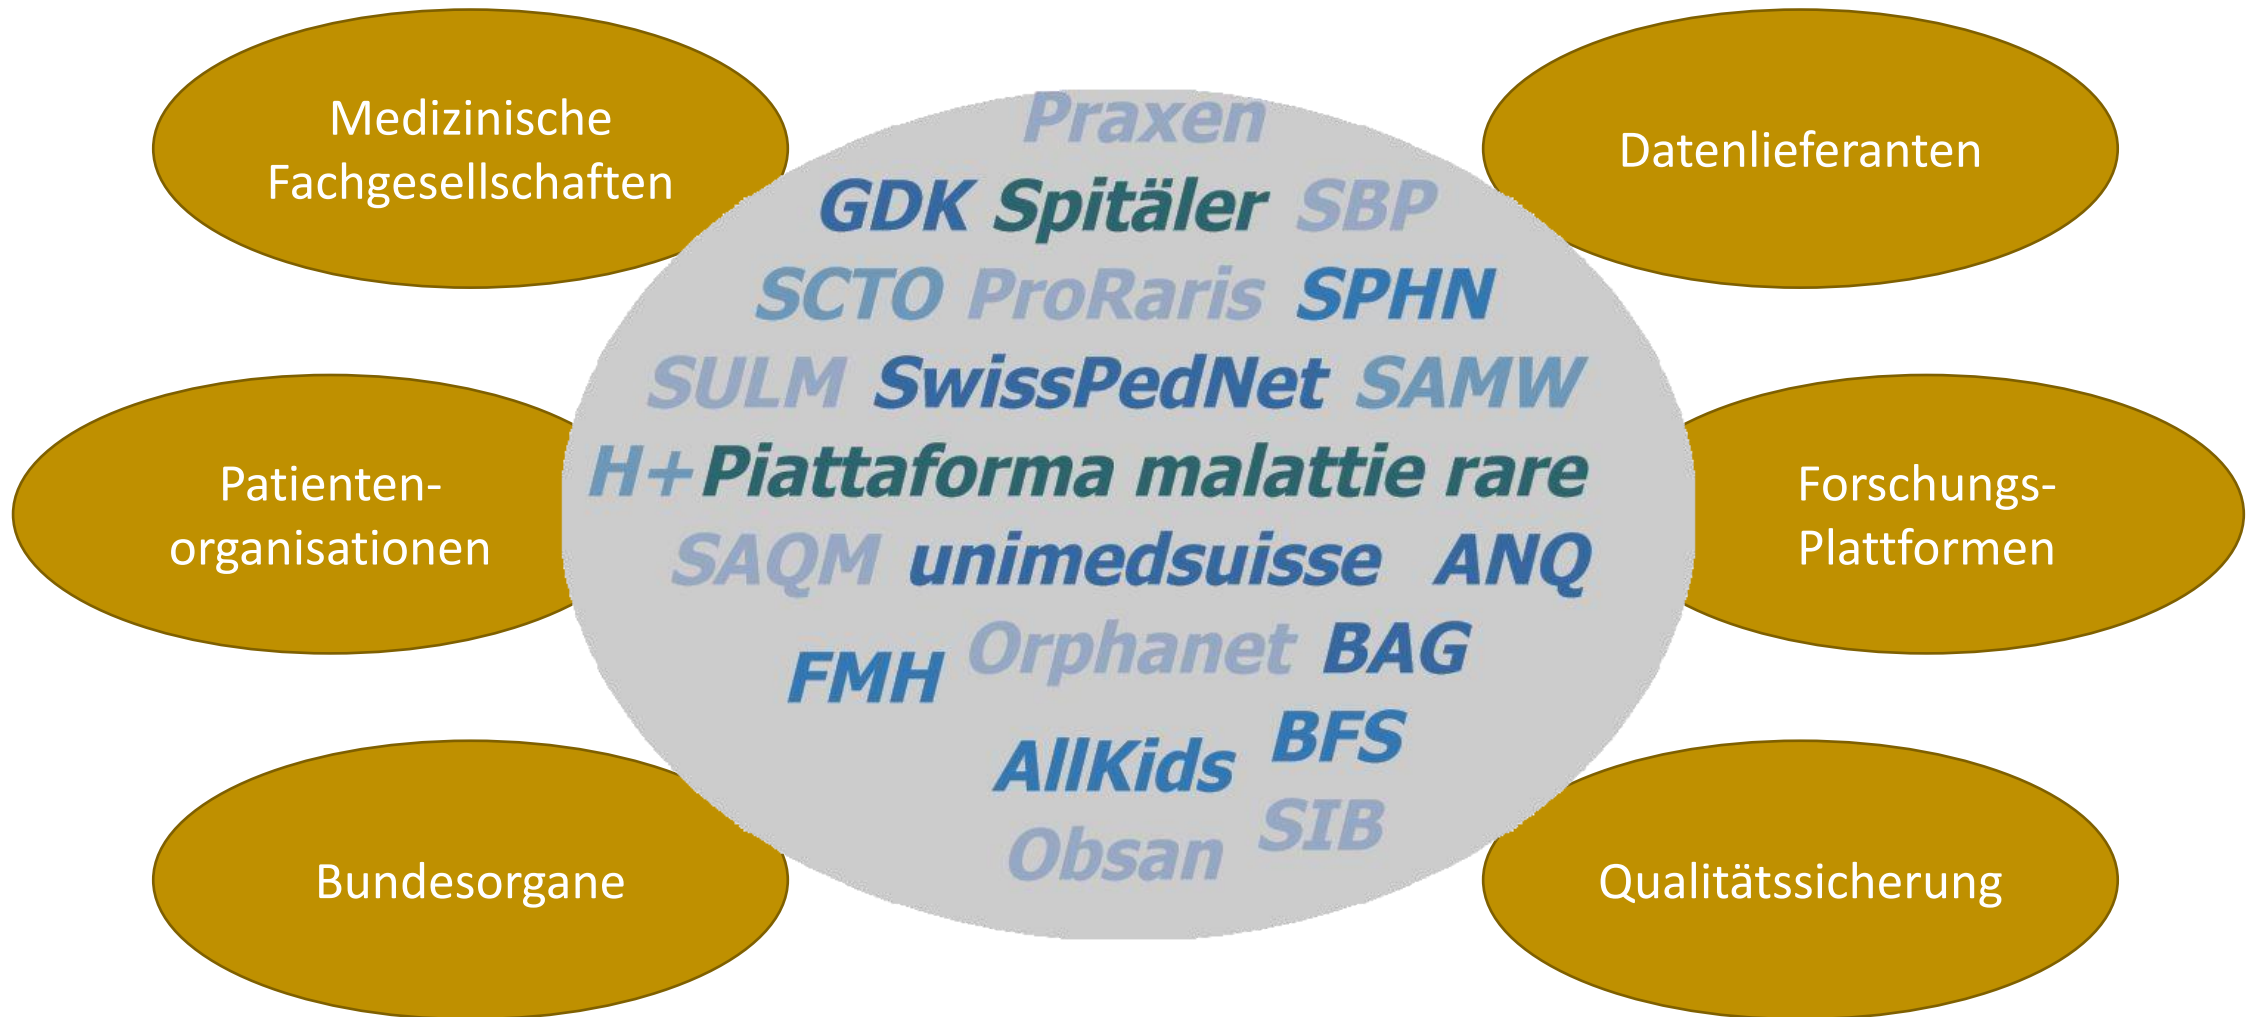 Medizinische
Fachgesellschaften
Datenlieferanten
Patienten-
organisationen
Forschungs-
Plattformen
Bundesorgane
Qualitätssicherung
Praxen
GDK Spitäler SBP
SCTO ProRaris SPHN
SULM SwissPedNet SAMW
H+ Piattaforma malattie rare
SAQM unimedsuisse ANQ
Orphanet BAG
FMH
BFS
AllKids
SIB
Obsan